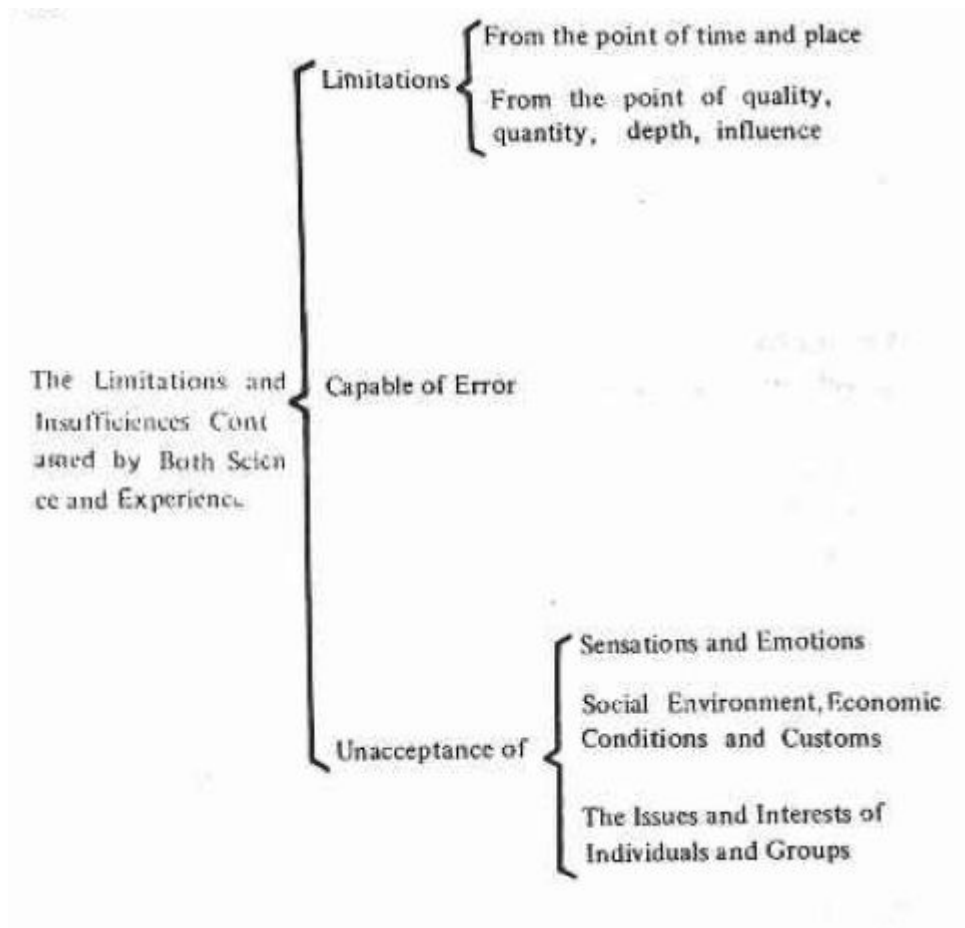 From the point of time and place
Limitations
From the point of quality,
quantity, depth, influence
The Limitations and
Insufficiences Cont
ained by Both Scien
ce and Experience
Capable of Error
Sensations and Emotions
Social Environment, Economic
Conditions and Customs
Unacceptance of
The Issues and Interests of
Individuals and Groups